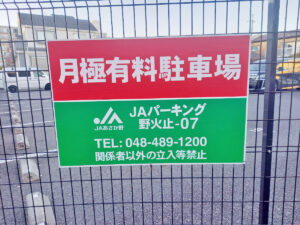 月極有料駐車場
JAあさか野
JAパーキング
野火止-07
TEL: 048-489-1200
関係者以外の立入等禁止